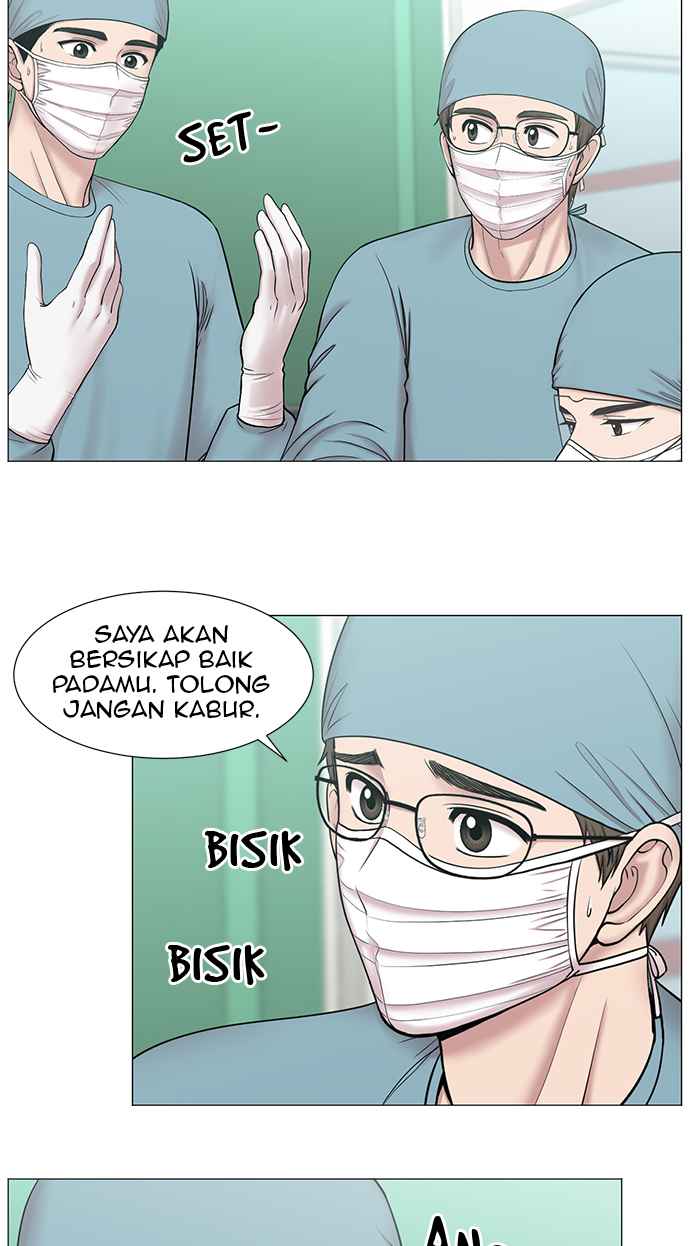 SET-
SAYA AKAN
BERSIKAP BAIK
PADAMU. TOLONG
JANGAN KABUR.
BISIK
BISIK